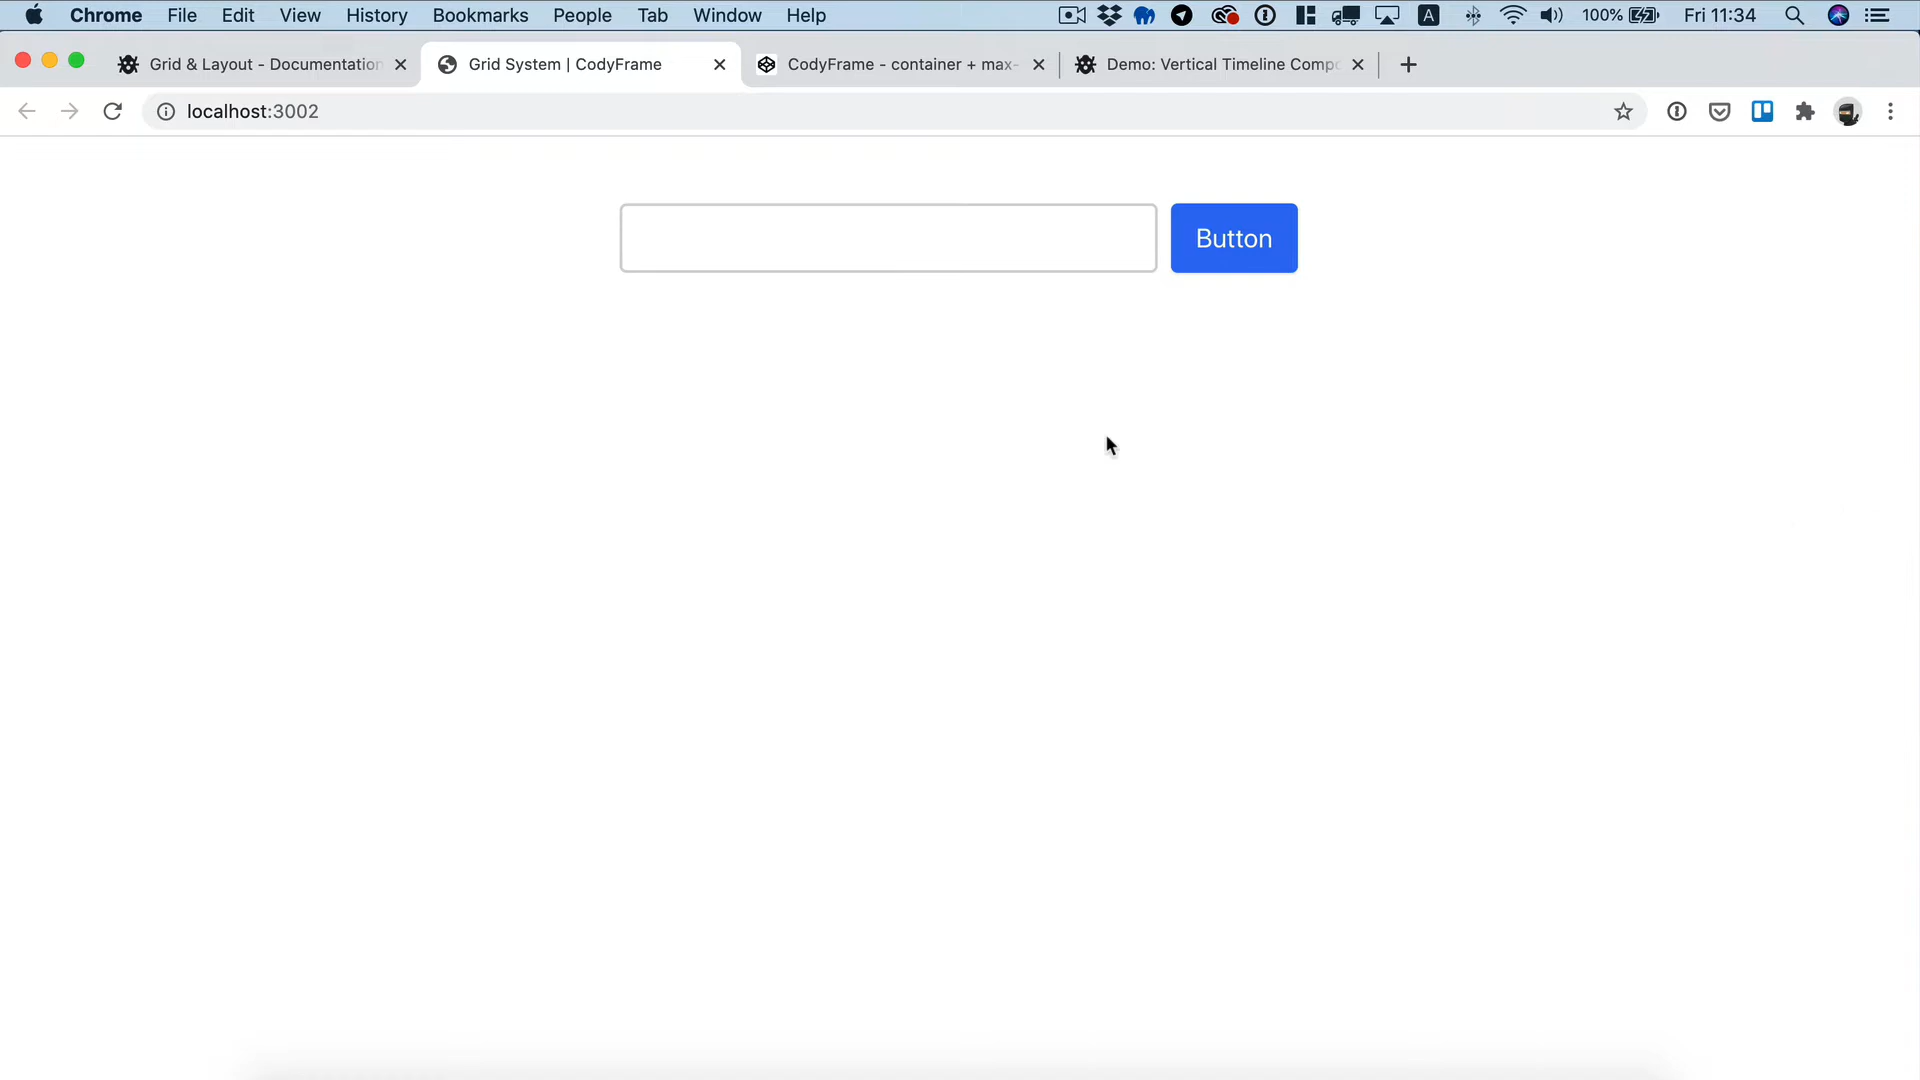 Chrome File Edit View History Bookmarks People Tab Window Help A 100% Fri 11:34
Grid & Layout - Documentation Grid System | CodyFrame CodyFrame - container + max- Demo: Vertical Timeline Compo
localhost:3002
Button